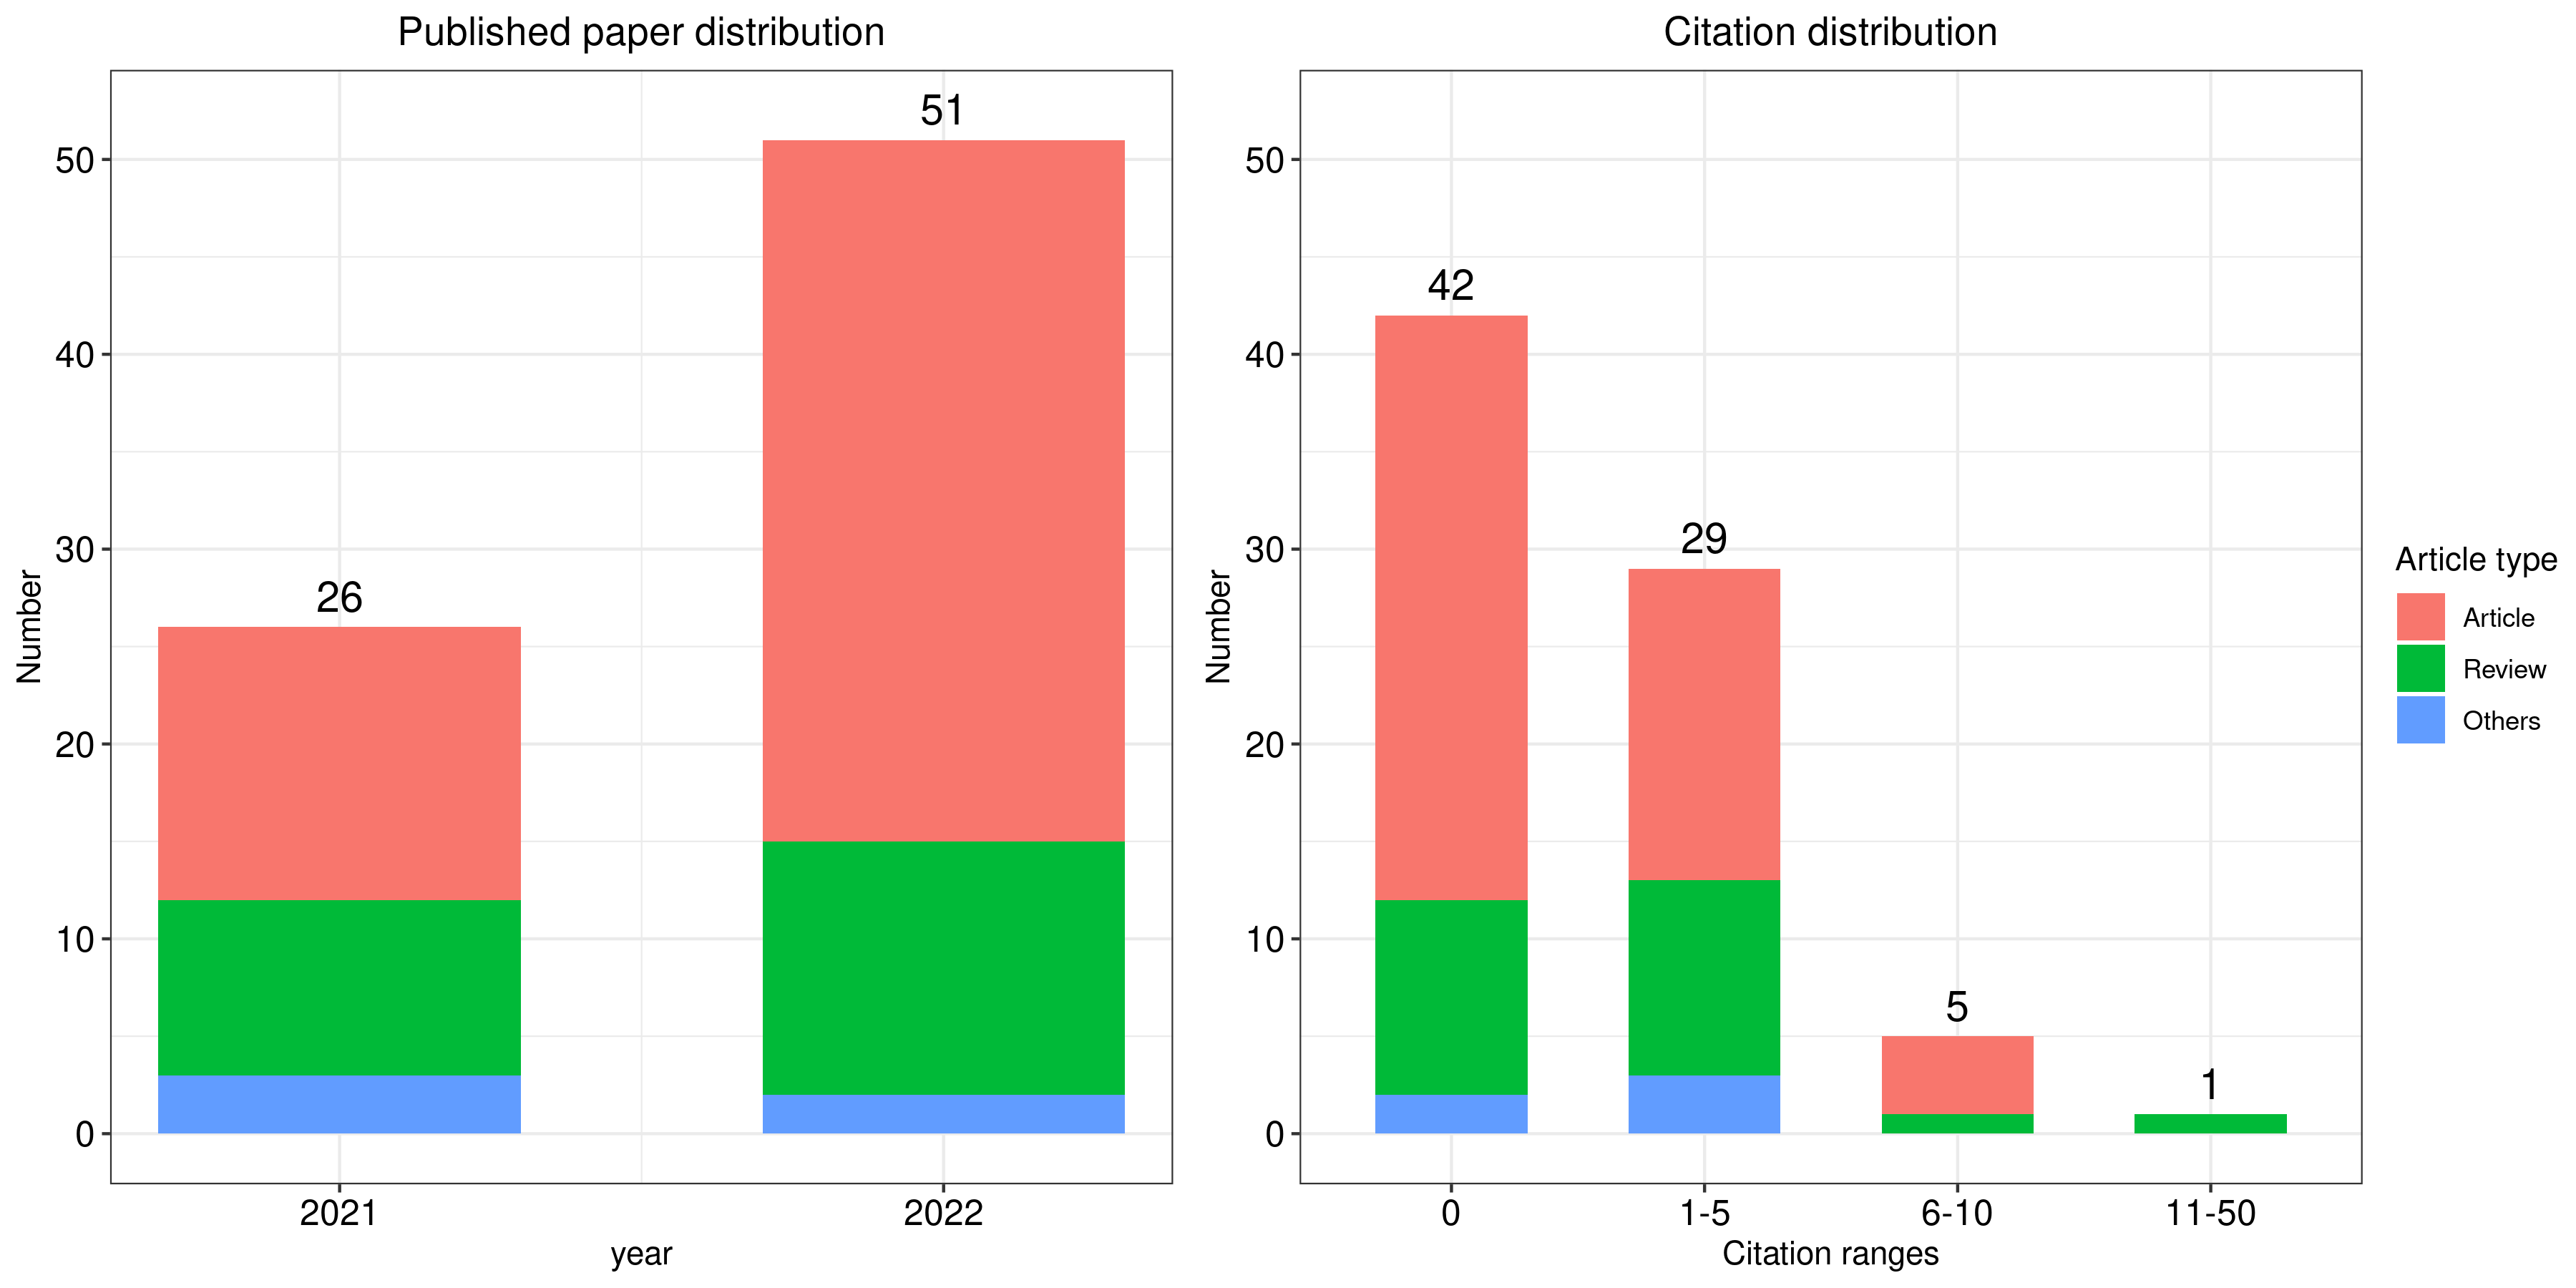 Published paper distribution
Number
50
40
30
20
10
0
26
51
2021
2022
year
Citation distribution
Number
50
40
30
20
10
0
42
29
5
1
0
1-5
6-10
11-50
Citation ranges
Article type
Article
Review
Others